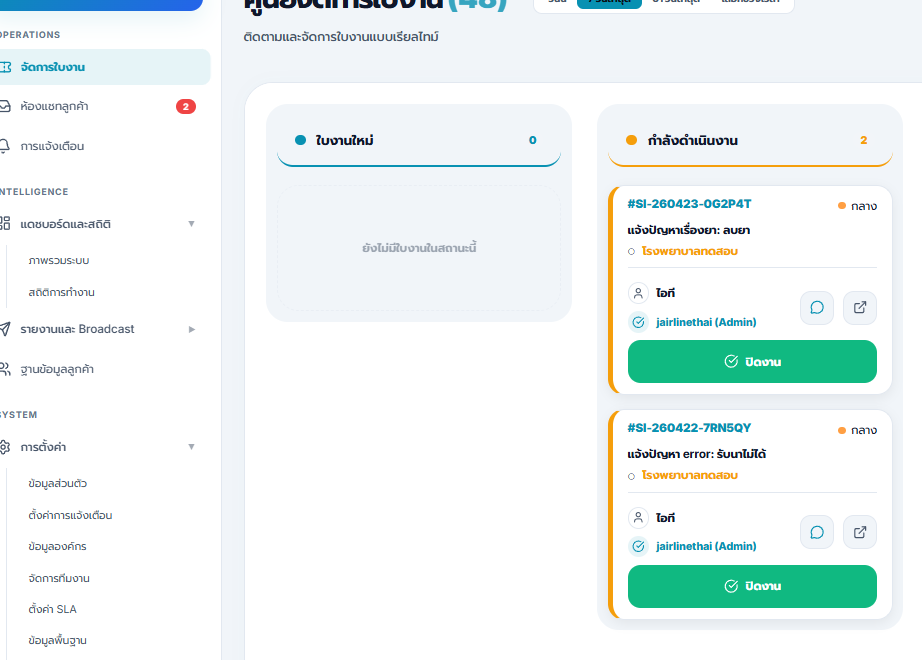 ศูนย์จัดการใบงาน (48)
ติดตามและจัดการใบงานแบบเรียลไทม์
OPERATIONS
จัดการใบงาน
ห้องแชทลูกค้า 2
การแจ้งเตือน
INTELLIGENCE
แดชบอร์ดและสถิติ
ภาพรวมระบบ
สถิติการทำงาน
รายงานและ Broadcast
ฐานข้อมูลลูกค้า
SYSTEM
การตั้งค่า
ข้อมูลส่วนตัว
ตั้งค่าการแจ้งเตือน
ข้อมูลองค์กร
จัดการทีมงาน
ตั้งค่า SLA
ข้อมูลพื้นฐาน
ใบงานใหม่ 0
ยังไม่มีใบงานในสถานะนี้
กำลังดำเนินงาน 2
#SI-260423-0G2P4T กลาง
แจ้งปัญหาเรื่องยา: ลบยา
โรงพยาบาลทดสอบ
ไอที
jairlinethai (Admin)
ปิดงาน
#SI-260422-7RN5QY กลาง
แจ้งปัญหา error: รับนาไม่ได้
โรงพยาบาลทดสอบ
ไอที
jairlinethai (Admin)
ปิดงาน